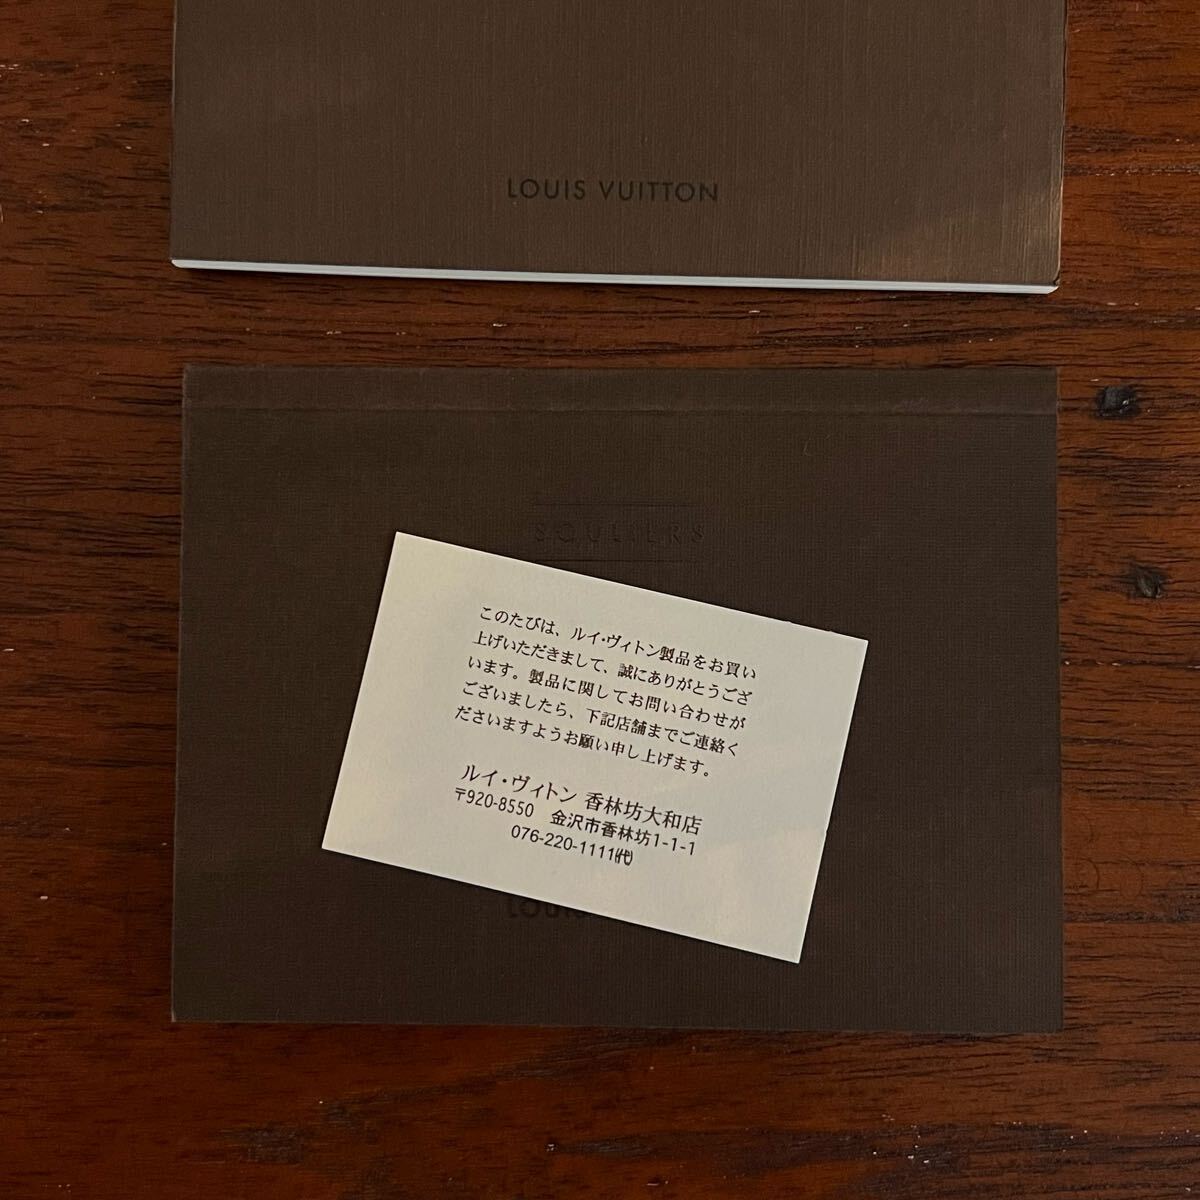 LOUIS VUITTON
SOULIERS
このたびは、ルイ・ヴィトン製品をお買い
上げいただきまして、誠にありがとうござ
います。製品に関してお問い合わせが
ございましたら、下記店舗までご連絡く
ださいますようお願い申し上げます。
ルイ・ヴィトン 香林坊大和店
〒920-8550 金沢市香林坊1-1-1
076-220-1111㈹
LOUIS